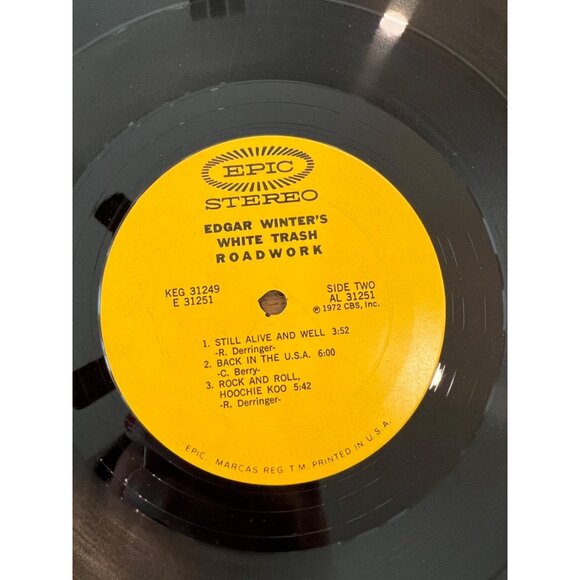 EPIC
STEREO
EDGAR WINTER'S
WHITE TRASH
ROADWORK
KEG 31249
E 31251
SIDE TWO
AL 31251
Ⓟ 1972 CBS, Inc.
1. STILL ALIVE AND WELL 3:52
-R. Derringer-
2. BACK IN THE U.S.A. 6:00
-C. Berry-
3. ROCK AND ROLL,
HOOCHIE KOO 5:42
-R. Derringer-
EPIC, MARCAS REG. T.M. PRINTED IN U.S.A.